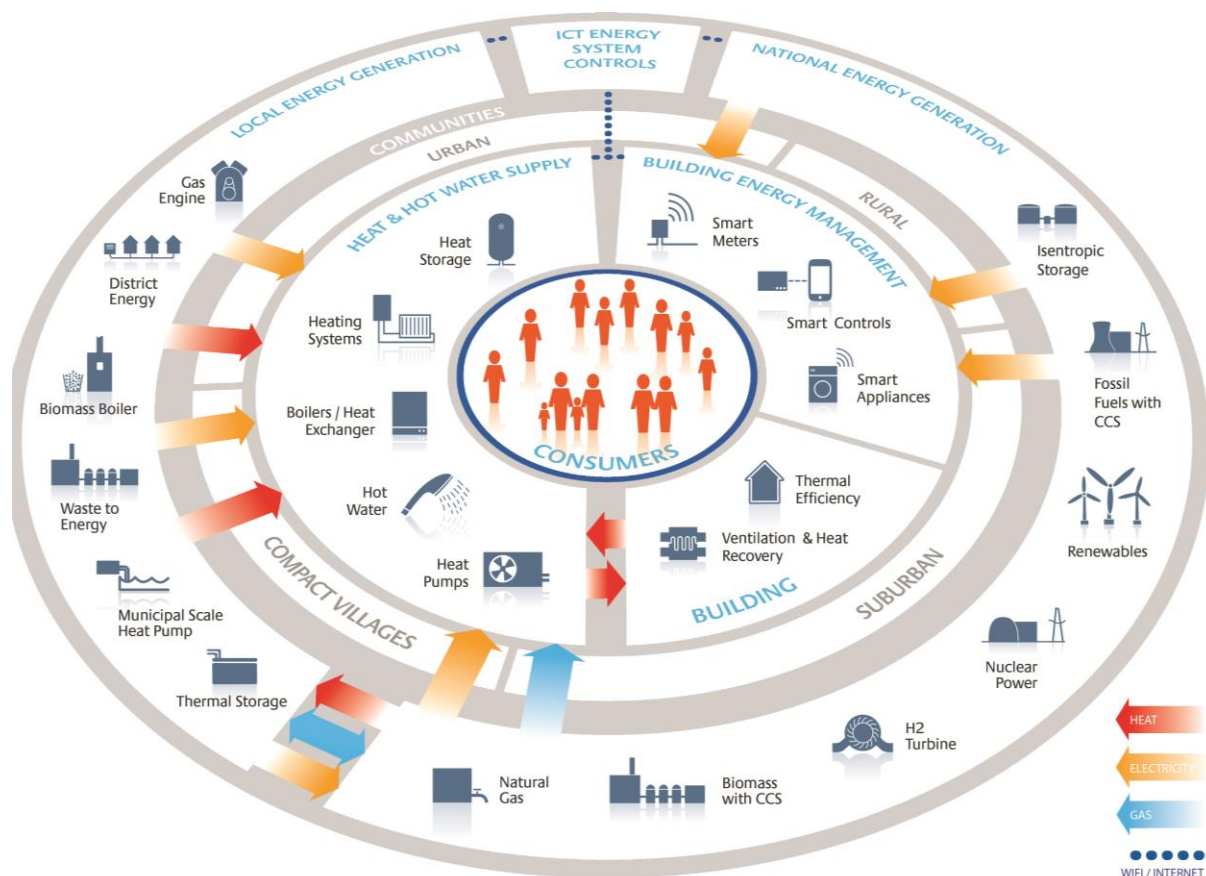 LOCAL ENERGY GENERATION
ICT ENERGY
SYSTEM
CONTROLS
NATIONAL ENERGY GENERATION
COMMUNITIES
URBAN
RURAL
SUBURBAN
COMPACT VILLAGES
HEAT & HOT WATER SUPPLY
BUILDING ENERGY MANAGEMENT
BUILDING
CONSUMERS
Gas
Engine
District
Energy
Biomass Boiler
Waste to
Energy
Municipal Scale
Heat Pump
Thermal Storage
Heat
Storage
Heating
Systems
Boilers / Heat
Exchanger
Hot
Water
Heat
Pumps
Smart
Meters
Smart Controls
Smart
Appliances
Thermal
Efficiency
Ventilation & Heat
Recovery
Isentropic
Storage
Fossil
Fuels with
CCS
Renewables
Nuclear
Power
H2
Turbine
Biomass
with CCS
Natural
Gas
HEAT
ELECTRICITY
GAS
WIFI / INTERNET